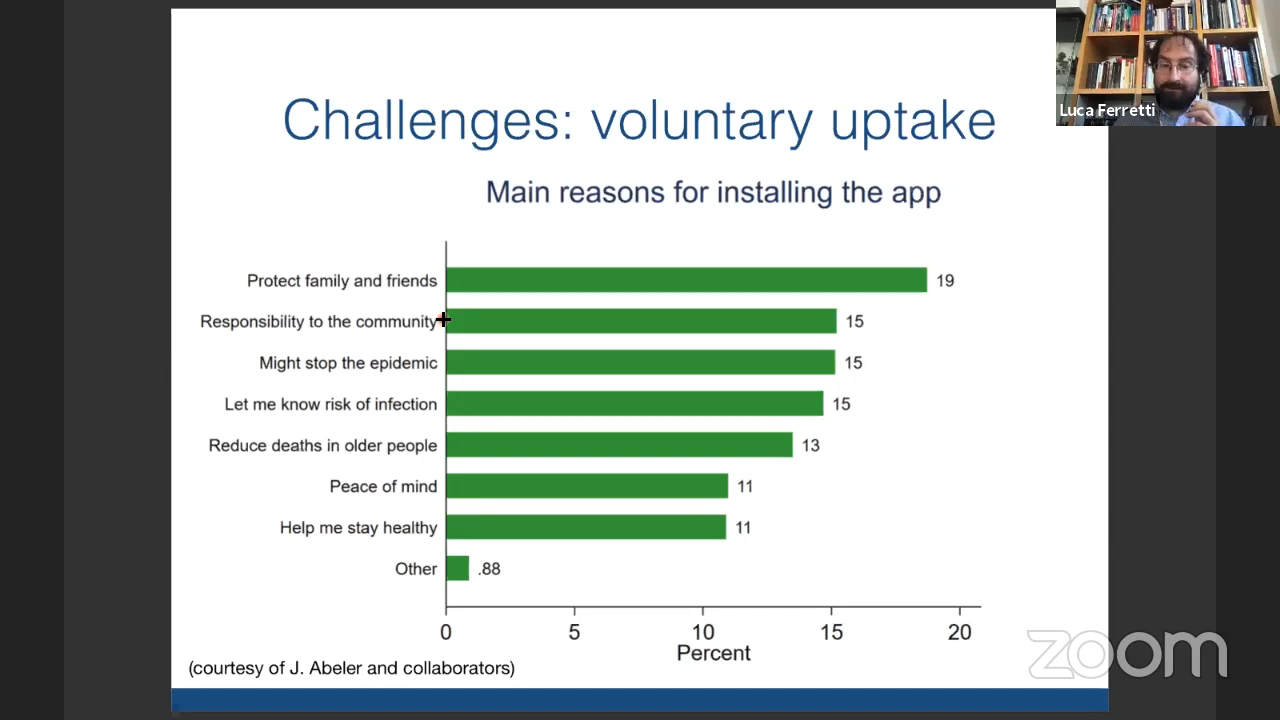 Luca Ferretti
Challenges: voluntary uptake
Main reasons for installing the app
Protect family and friends 19
Responsibility to the community 15
Might stop the epidemic 15
Let me know risk of infection 15
Reduce deaths in older people 13
Peace of mind 11
Help me stay healthy 11
Other .88
0 5 10 15 20
Percent
(courtesy of J. Abeler and collaborators)
zoom